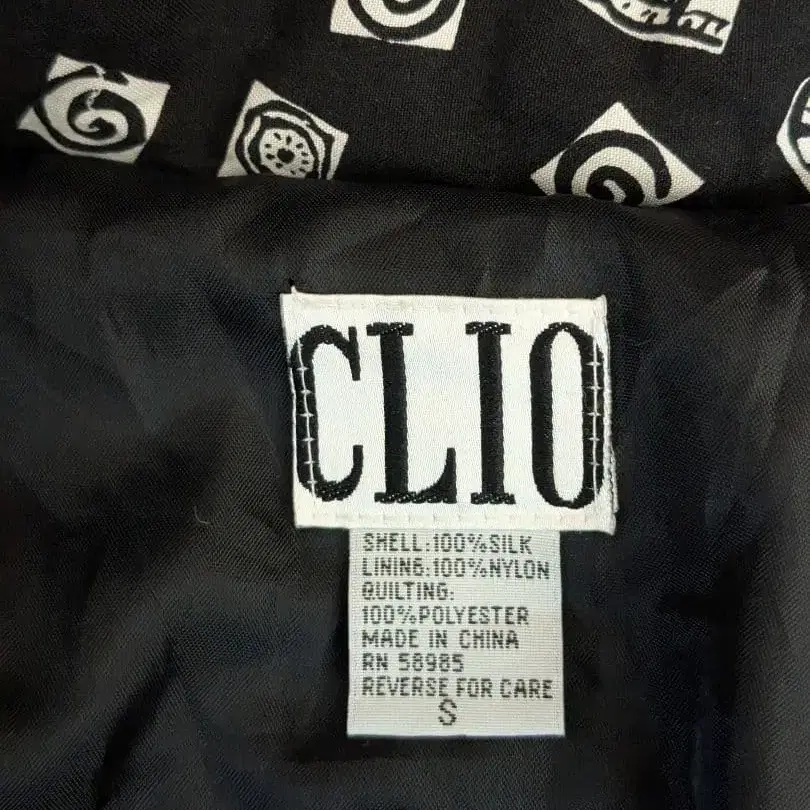 CLIO
SHELL:100%SILK
LINING:100%NYLON
QUILTING:
100%POLYESTER
MADE IN CHINA
RN 58985
REVERSE FOR CARE
S